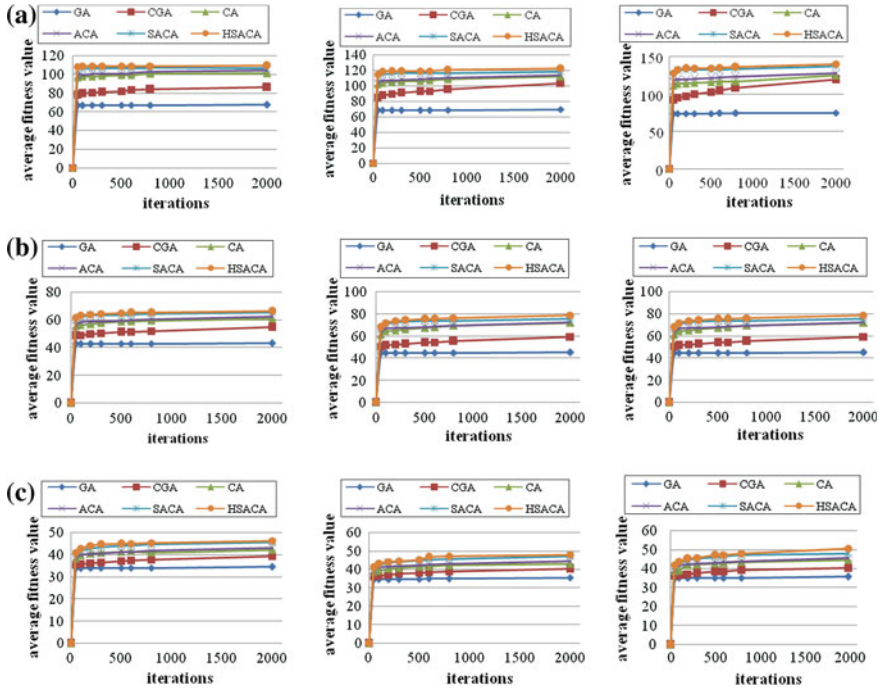 (a)
GA CGA CA
ACA SACA HSACA
average fitness value
120
100
80
60
40
20
0
0 500 1000 1500 2000
iterations
GA CGA CA
ACA SACA HSACA
average fitness value
140
120
100
80
60
40
20
0
0 500 1000 1500 2000
iterations
GA CGA CA
ACA SACA HSACA
average fitness value
150
100
50
0
0 500 1000 1500 2000
iterations
(b)
GA CGA CA
ACA SACA HSACA
average fitness value
80
60
40
20
0
0 500 1000 1500 2000
iterations
GA CGA CA
ACA SACA HSACA
average fitness value
100
80
60
40
20
0
0 500 1000 1500 2000
iterations
GA CGA CA
ACA SACA HSACA
average fitness value
100
80
60
40
20
0
0 500 1000 1500 2000
iterations
(c)
GA CGA CA
ACA SACA HSACA
average fitness value
50
40
30
20
10
0
0 500 1000 1500 2000
iterations
GA CGA CA
ACA SACA HSACA
average fitness value
60
50
40
30
20
10
0
0 500 1000 1500 2000
iterations
GA CGA CA
ACA SACA HSACA
average fitness value
60
50
40
30
20
10
0
0 500 1000 1500 2000
iterations